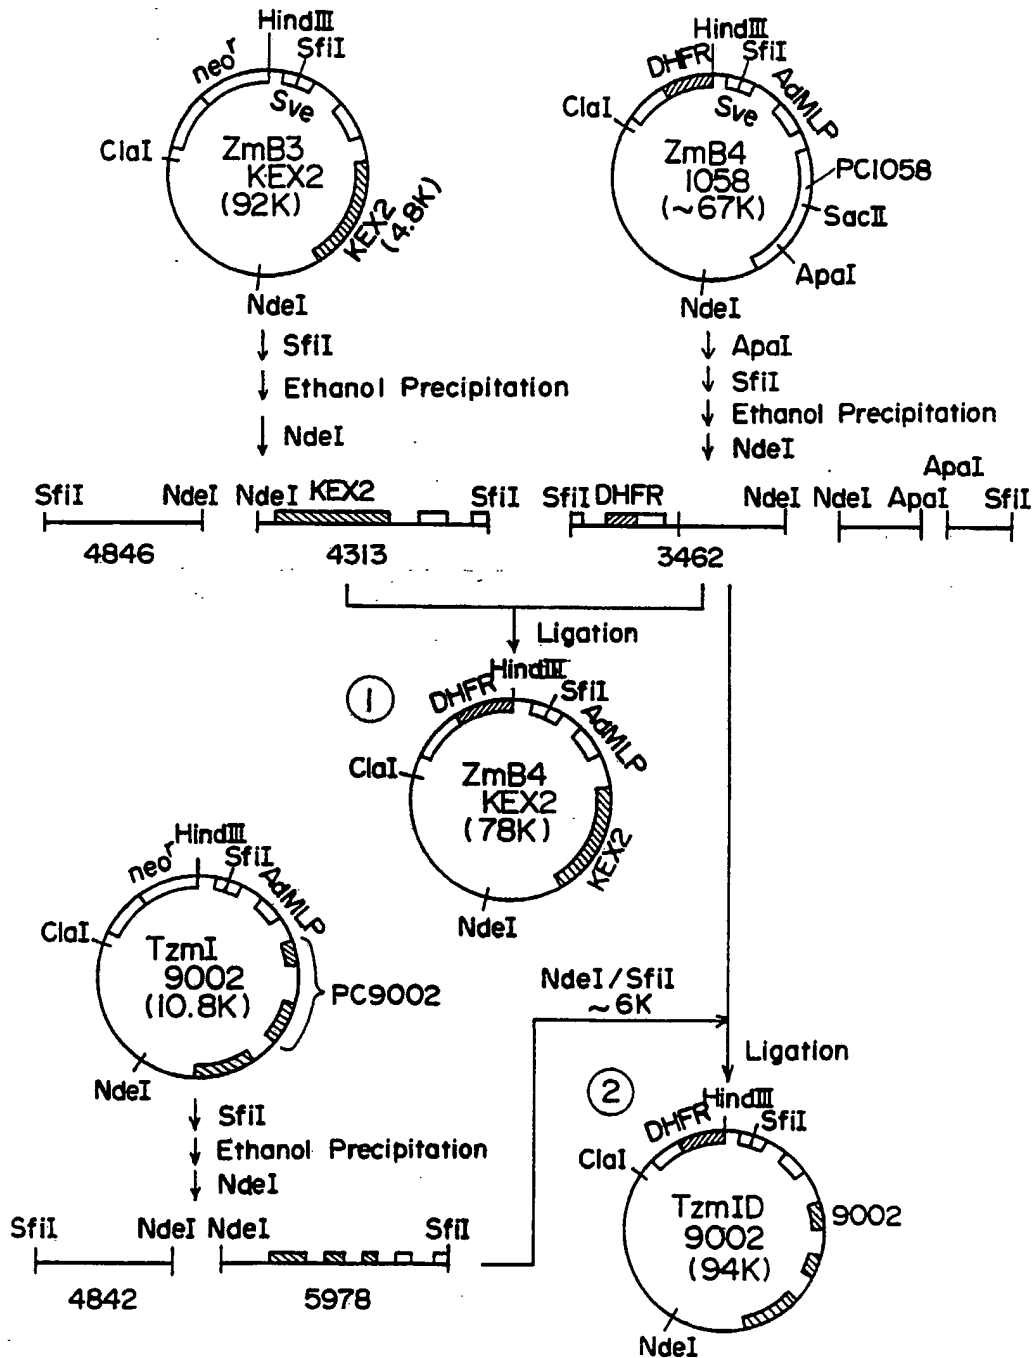 HindIII
SfiI
neo^r
Sve
ClaI
ZmB3
KEX2
(92K)
KEX2
(4.8K)
NdeI
HindIII
SfiI
DHFR
AdMLP
Sve
ClaI
ZmB4
1058
(~67K)
PC1058
SacII
ApaI
NdeI
SfiI
Ethanol Precipitation
NdeI
ApaI
SfiI
Ethanol Precipitation
NdeI
SfiI NdeI
4846
NdeI KEX2 SfiI
4313
SfiI DHFR NdeI
3462
NdeI ApaI
ApaI SfiI
Ligation
1
HindIII
SfiI
DHFR
AdMLP
ClaI
ZmB4
KEX2
(78K)
KEX2
NdeI
HindIII
SfiI
neo^r
AdMLP
ClaI
TzmI
9002
(10.8K)
PC9002
NdeI
NdeI/SfiI
~6K
Ligation
SfiI
Ethanol Precipitation
NdeI
SfiI NdeI
4842
NdeI SfiI
5978
2
HindIII
SfiI
DHFR
ClaI
TzmID
9002
(94K)
9002
NdeI